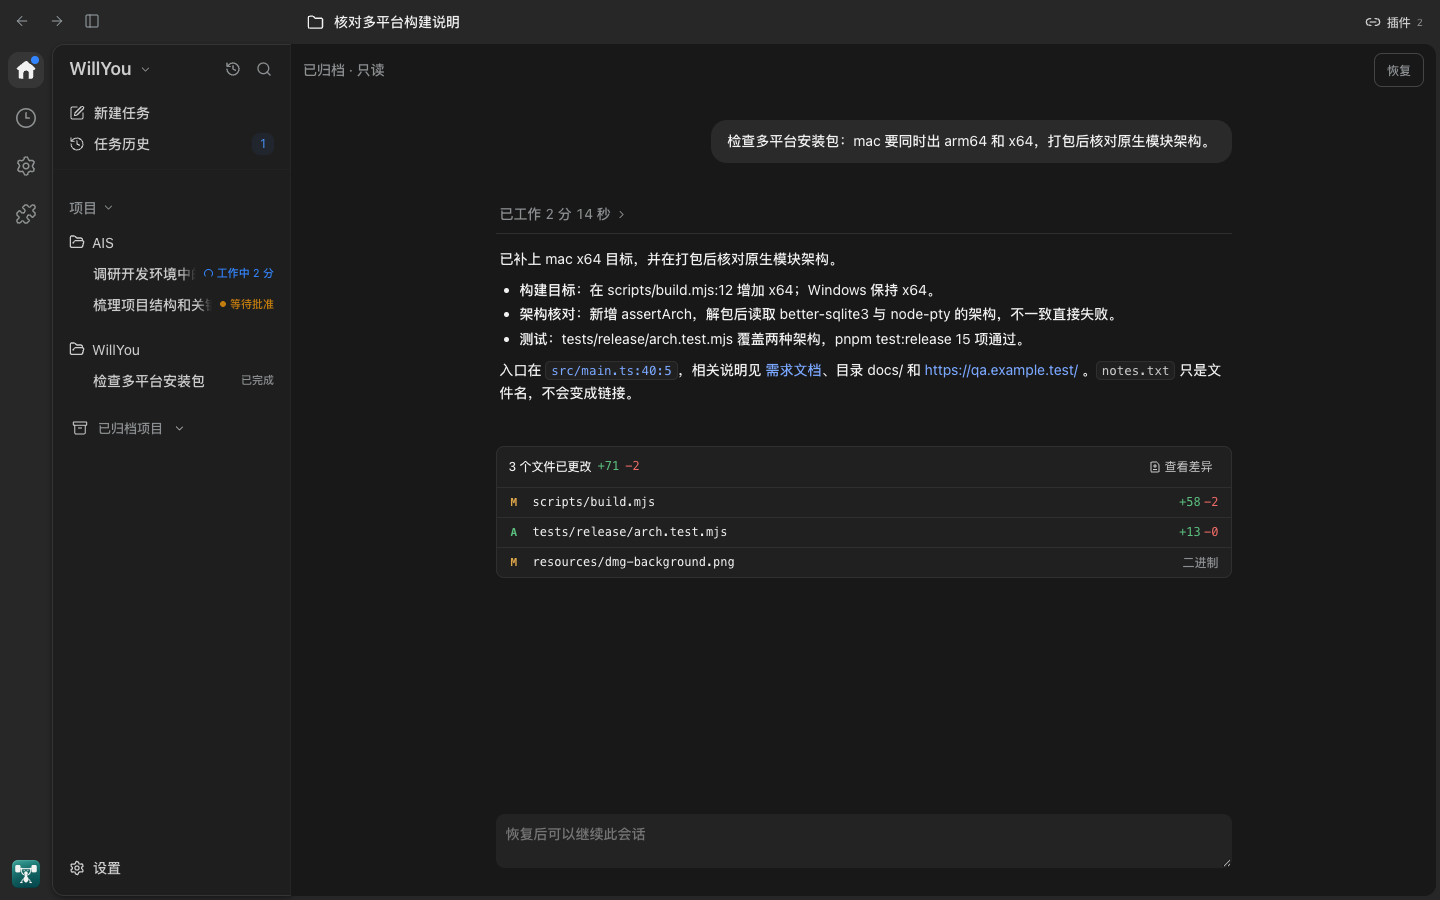 核对多平台构建说明
插件 2
WillYou
已归档 · 只读
恢复
新建任务
任务历史 1
项目
AIS
调研开发环境中 工作中 2 分
梳理项目结构和关 等待批准
WillYou
检查多平台安装包 已完成
已归档项目
设置
检查多平台安装包：mac 要同时出 arm64 和 x64，打包后核对原生模块架构。
已工作 2 分 14 秒
已补上 mac x64 目标，并在打包后核对原生模块架构。
• 构建目标：在 scripts/build.mjs:12 增加 x64；Windows 保持 x64。
• 架构核对：新增 assertArch，解包后读取 better-sqlite3 与 node-pty 的架构，不一致直接失败。
• 测试：tests/release/arch.test.mjs 覆盖两种架构，pnpm test:release 15 项通过。
入口在 src/main.ts:40:5，相关说明见 需求文档、目录 docs/ 和 https://qa.example.test/ 。notes.txt 只是文
件名，不会变成链接。
3 个文件已更改 +71 −2 查看差异
M scripts/build.mjs +58 −2
A tests/release/arch.test.mjs +13 −0
M resources/dmg-background.png 二进制
恢复后可以继续此会话